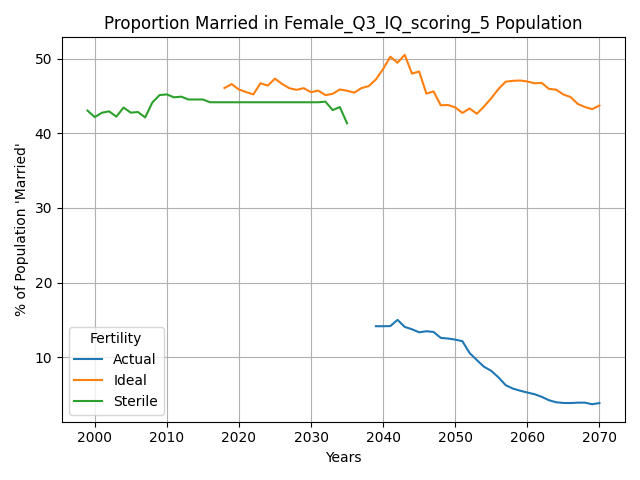 Proportion Married in Female_Q3_IQ_scoring_5 Population
% of Population 'Married'
50
40
30
20
10
Fertility
Actual
Ideal
Sterile
2000 2010 2020 2030 2040 2050 2060 2070
Years